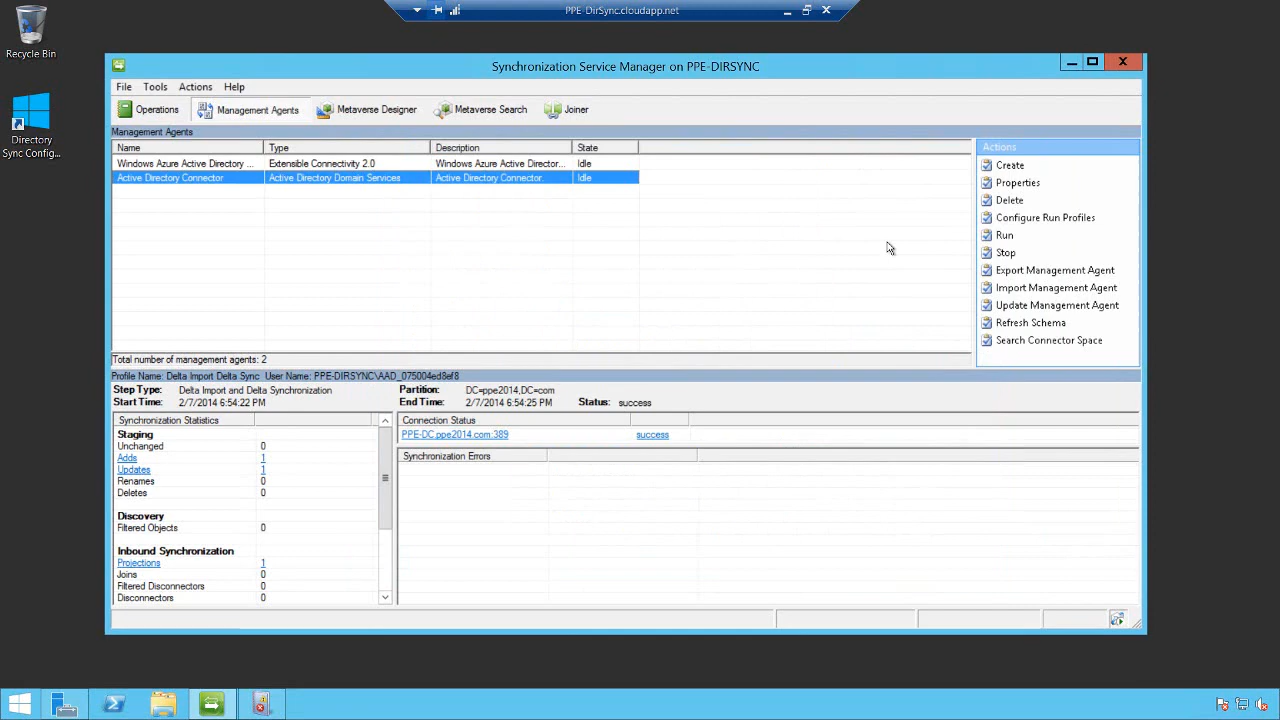 PPE-DirSync.cloudapp.net
Recycle Bin
Directory
Sync Config...
Synchronization Service Manager on PPE-DIRSYNC
File Tools Actions Help
Operations Management Agents Metaverse Designer Metaverse Search Joiner
Management Agents
Name Type Description State
Windows Azure Active Directory ... Extensible Connectivity 2.0 Windows Azure Active Director... Idle
Active Directory Connector Active Directory Domain Services Active Directory Connector. Idle
Total number of management agents: 2
Actions
Create
Properties
Delete
Configure Run Profiles
Run
Stop
Export Management Agent
Import Management Agent
Update Management Agent
Refresh Schema
Search Connector Space
Profile Name: Delta Import Delta Sync User Name: PPE-DIRSYNC\AAD_075004ed8ef8
Step Type: Delta Import and Delta Synchronization Partition: DC=ppe2014,DC=com
Start Time: 2/7/2014 6:54:22 PM End Time: 2/7/2014 6:54:25 PM Status: success
Synchronization Statistics
Staging
Unchanged 0
Adds 1
Updates 1
Renames 0
Deletes 0
Discovery
Filtered Objects 0
Inbound Synchronization
Projections 1
Joins 0
Filtered Disconnectors 0
Disconnectors 0
Connection Status
PPE-DC.ppe2014.com:389 success
Synchronization Errors